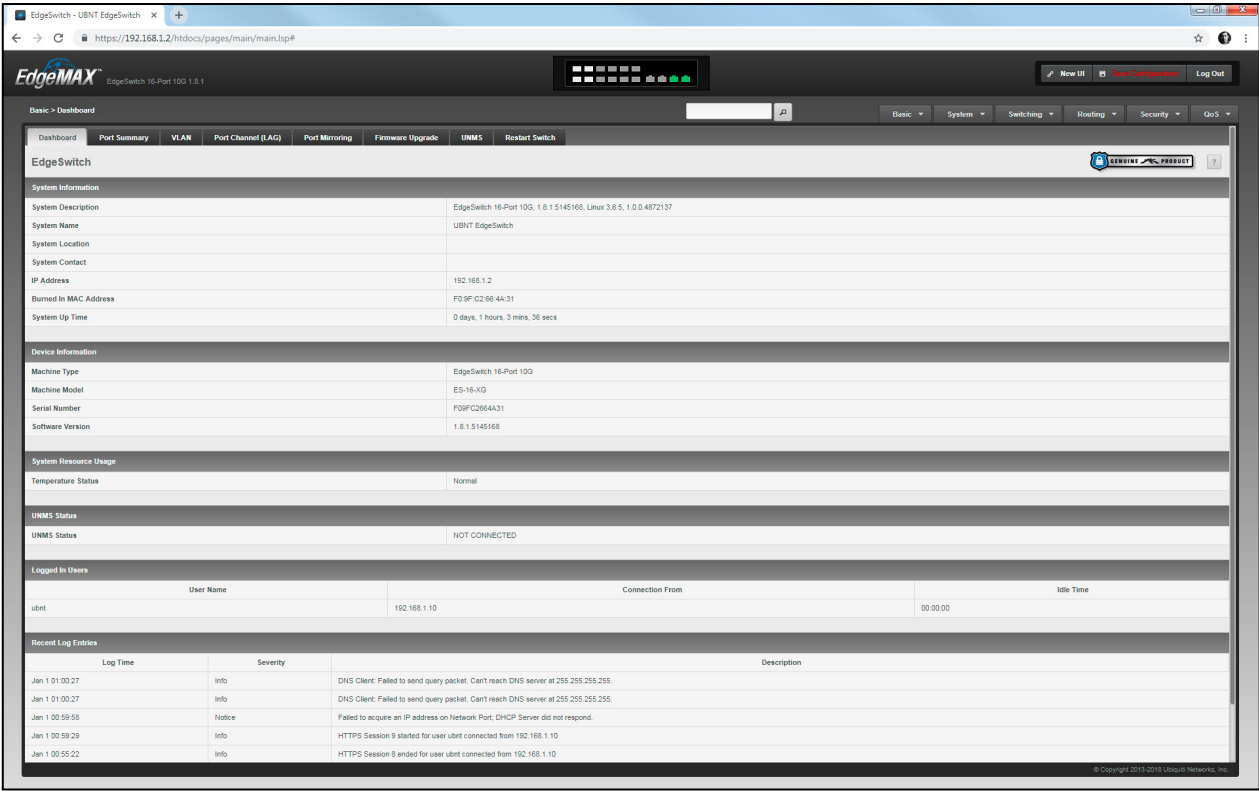 EdgeSwitch - UBNT EdgeSwitch
https://192.168.1.2/htdocs/pages/main/main.lsp#
EdgeMAX™ EdgeSwitch 16-Port 10G 1.8.1
New UI Save Configuration Log Out
Basic > Dashboard
Basic System Switching Routing Security QoS
Dashboard Port Summary VLAN Port Channel (LAG) Port Mirroring Firmware Upgrade UNMS Restart Switch
EdgeSwitch GENUINE PRODUCT ?
System Information
System Description EdgeSwitch 16-Port 10G, 1.8.1.5145168, Linux 3.6.5, 1.0.0.4872137
System Name UBNT EdgeSwitch
System Location
System Contact
IP Address 192.168.1.2
Burned In MAC Address F0:9F:C2:66:4A:31
System Up Time 0 days, 1 hours, 3 mins, 36 secs
Device Information
Machine Type EdgeSwitch 16-Port 10G
Machine Model ES-16-XG
Serial Number F09FC2664A31
Software Version 1.8.1.5145168
System Resource Usage
Temperature Status Normal
UNMS Status
UNMS Status NOT CONNECTED
Logged In Users
User Name Connection From Idle Time
ubnt 192.168.1.10 00:00:00
Recent Log Entries
Log Time Severity Description
Jan 1 01:00:27 Info DNS Client: Failed to send query packet. Can't reach DNS server at 255.255.255.255.
Jan 1 01:00:27 Info DNS Client: Failed to send query packet. Can't reach DNS server at 255.255.255.255.
Jan 1 00:59:58 Notice Failed to acquire an IP address on Network Port; DHCP Server did not respond.
Jan 1 00:59:29 Info HTTPS Session 9 started for user ubnt connected from 192.168.1.10
Jan 1 00:55:22 Info HTTPS Session 8 ended for user ubnt connected from 192.168.1.10
© Copyright 2013-2018 Ubiquiti Networks, Inc.